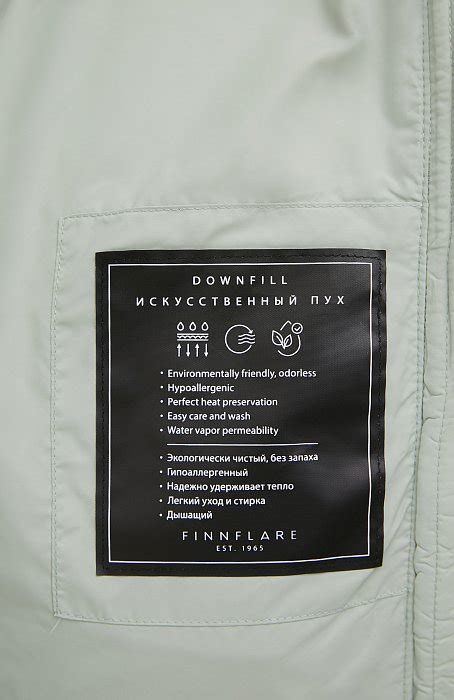 DOWNFILL
ИСКУССТВЕННЫЙ ПУХ
• Environmentally friendly, odorless
• Hypoallergenic
• Perfect heat preservation
• Easy care and wash
• Water vapor permeability
• Экологически чистый, без запаха
• Гипоаллергенный
• Надежно удерживает тепло
• Легкий уход и стирка
• Дышащий
FINNFLARE
EST. 1965